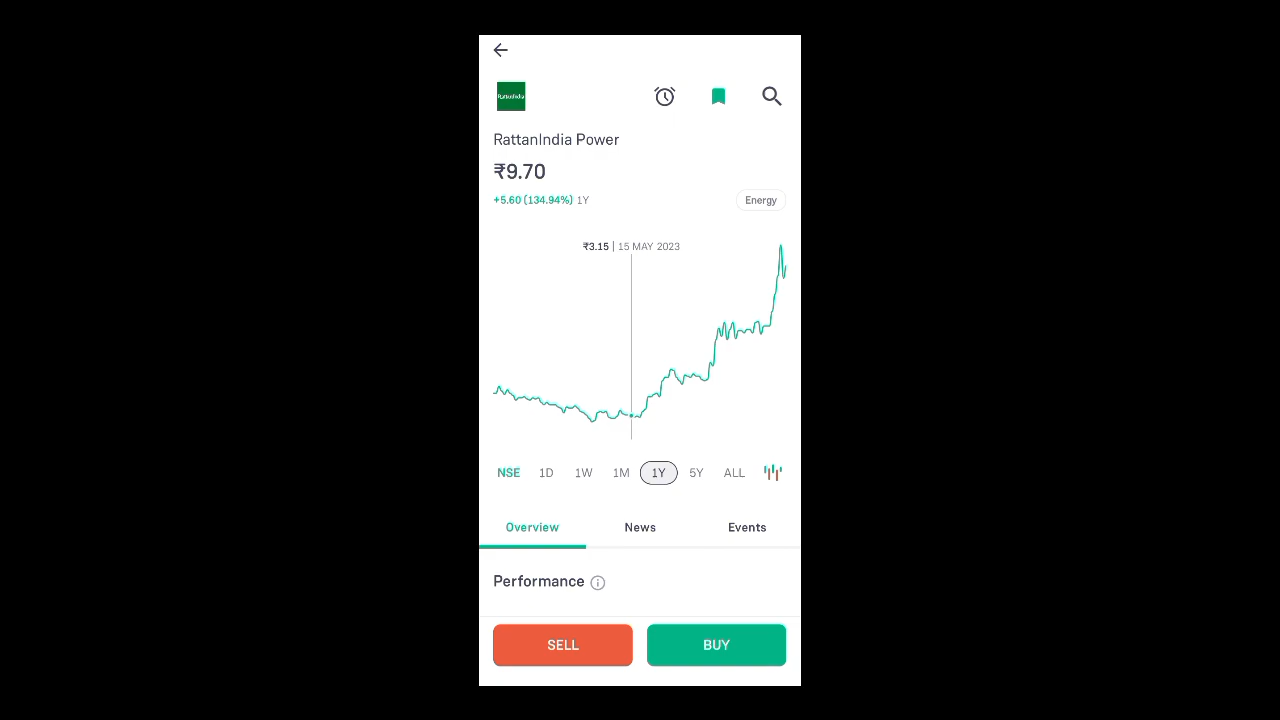 RattanIndia
RattanIndia Power
₹9.70
+5.60 (134.94%) 1Y
Energy
₹3.15 | 15 MAY 2023
NSE 1D 1W 1M 1Y 5Y ALL
Overview News Events
Performance
SELL BUY